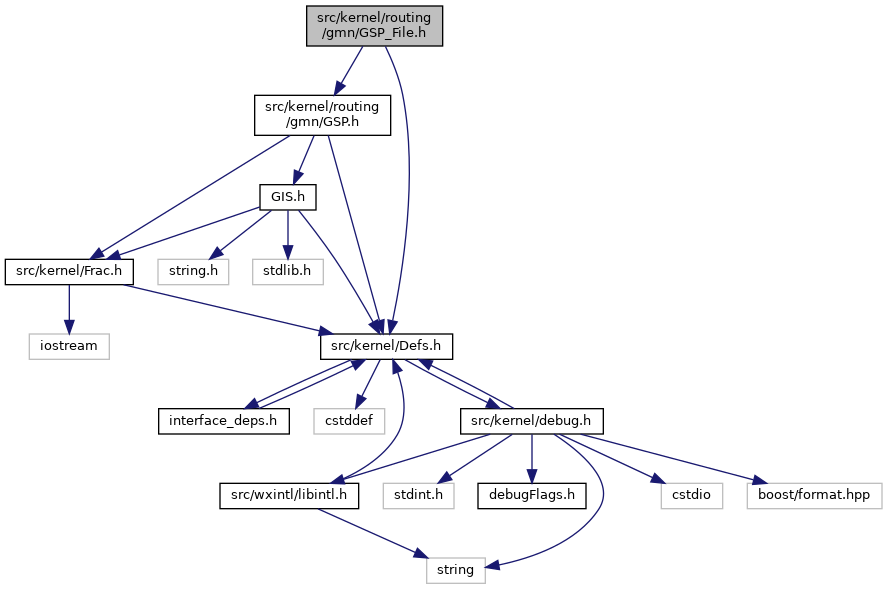 src/kernel/routing
/gmn/GSP_File.h
src/kernel/routing
/gmn/GSP.h
GIS.h
src/kernel/Frac.h
string.h
stdlib.h
iostream
src/kernel/Defs.h
interface_deps.h
cstddef
src/kernel/debug.h
src/wxintl/libintl.h
stdint.h
debugFlags.h
cstdio
boost/format.hpp
string